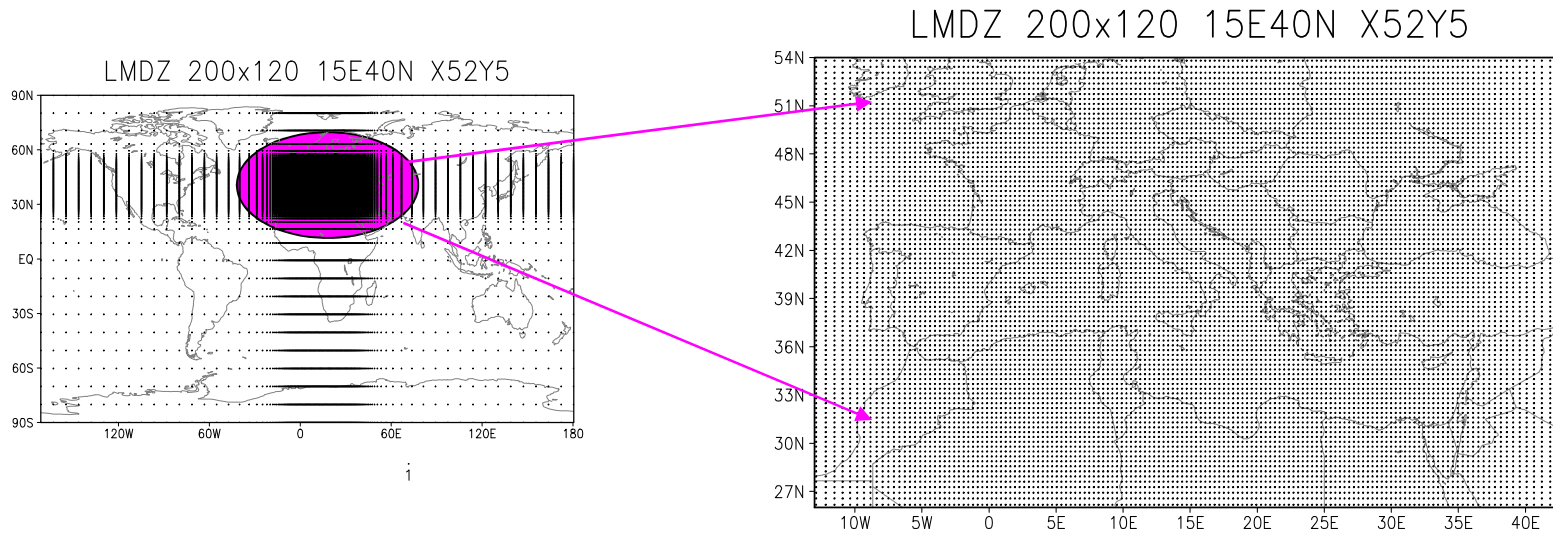 LMDZ 200x120 15E40N X52Y5
90N
60N
30N
EQ
30S
60S
90S
120W 60W 0 60E 120E 180
i
LMDZ 200x120 15E40N X52Y5
54N
51N
48N
45N
42N
39N
36N
33N
30N
27N
10W 5W 0 5E 10E 15E 20E 25E 30E 35E 40E